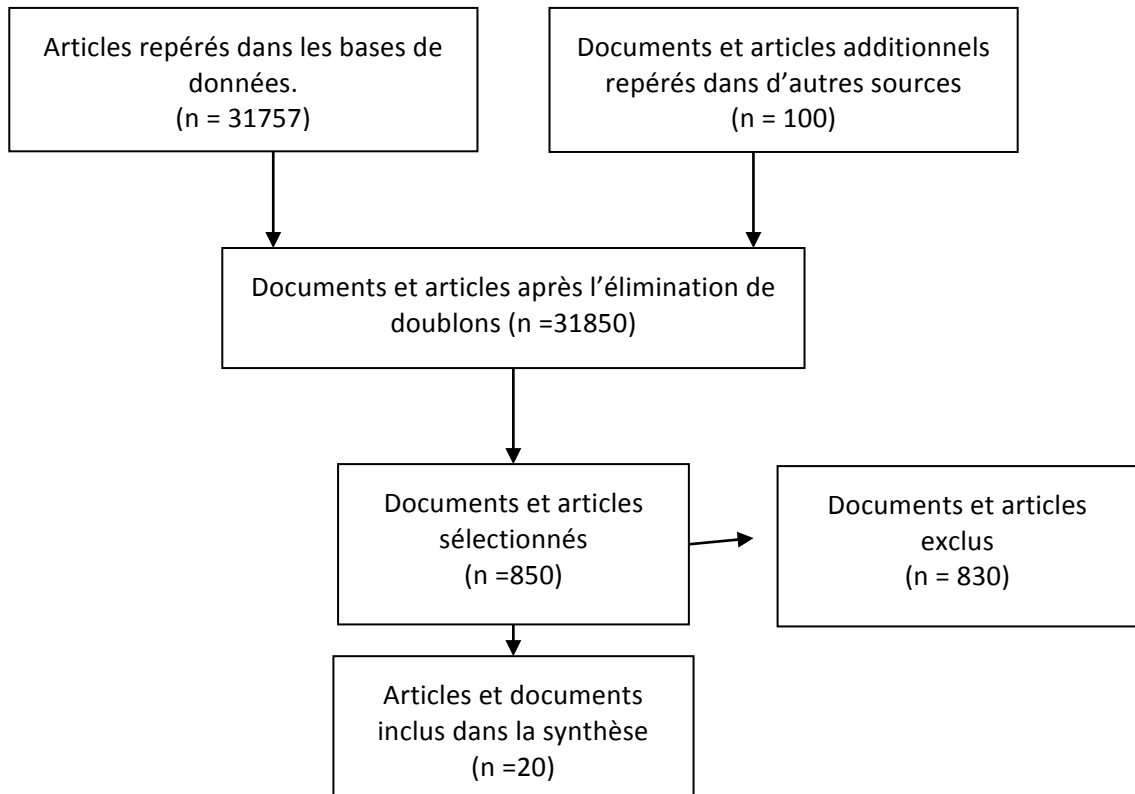 Articles repérés dans les bases de
données.
(n = 31757)
Documents et articles additionnels
repérés dans d’autres sources
(n = 100)
Documents et articles après l’élimination de
doublons (n =31850)
Documents et articles
sélectionnés
(n =850)
Documents et articles
exclus
(n = 830)
Articles et documents
inclus dans la synthèse
(n =20)